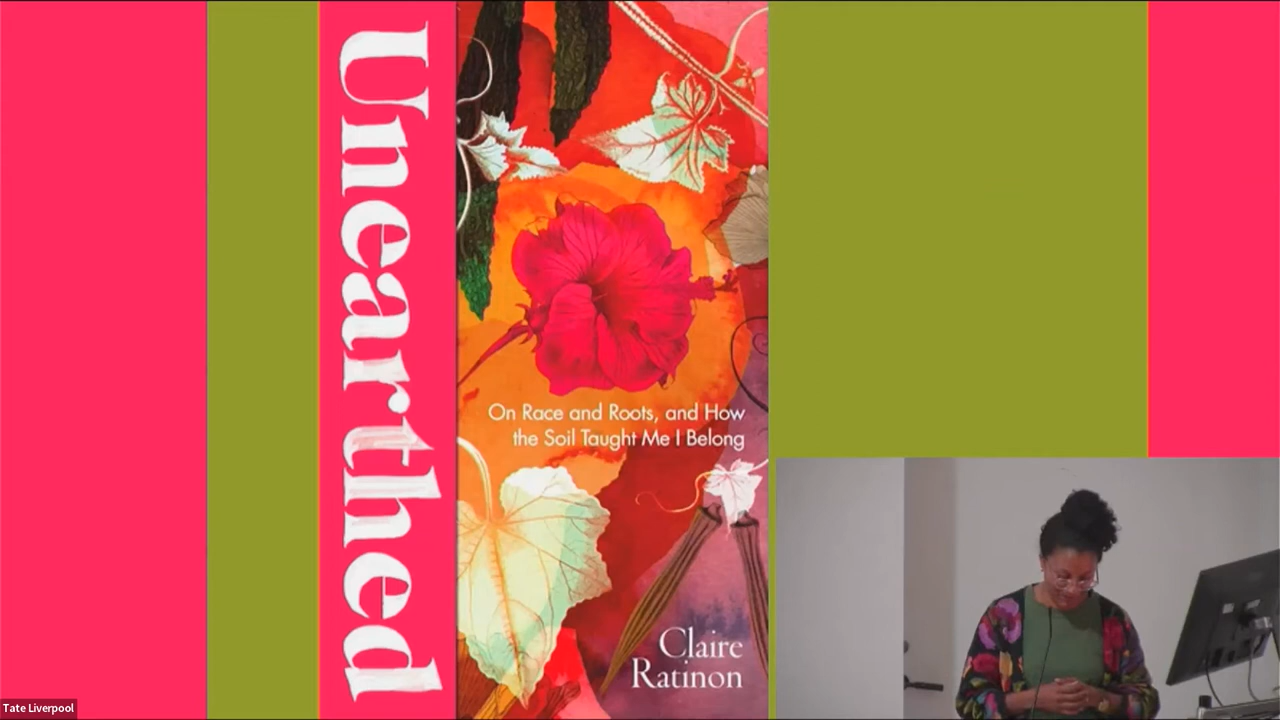 Unearthed
On Race and Roots, and How
the Soil Taught Me I Belong
Claire
Ratinon
Tate Liverpool